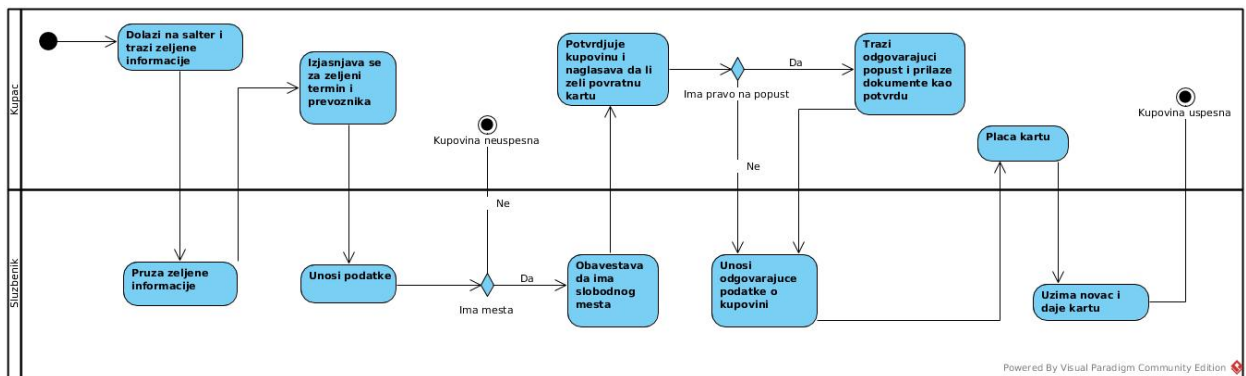 Kupac
Dolazi na salter i
trazi zeljene
informacije
Izjasnjava se
za zeljeni
termin i
prevoznika
Kupovina neuspesna
Potvrdjuje
kupovinu i
naglasava da li
zeli povratnu
kartu
Da
Ima pravo na popust
Ne
Trazi
odgovarajuci
popust i prilaze
dokumente kao
potvrdu
Placa kartu
Kupovina uspesna
Sluzbenik
Pruza zeljene
informacije
Unosi podatke
Ne
Da
Ima mesta
Obavestava
da ima
slobodnog
mesta
Unosi
odgovarajuce
podatke o
kupovini
Uzima novac i
daje kartu
Powered By Visual Paradigm Community Edition